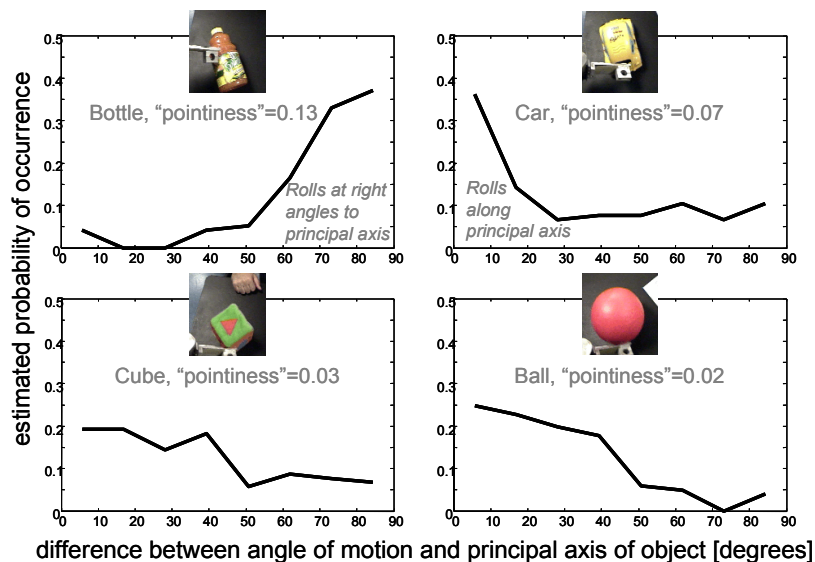 estimated probability of occurrence
0.5
0.4
0.3
0.2
0.1
0
Bottle, “pointiness”=0.13
Rolls at right
angles to
principal axis
0 10 20 30 40 50 60 70 80 90
0.5
0.4
0.3
0.2
0.1
0
Car, “pointiness”=0.07
Rolls
along
principal axis
0 10 20 30 40 50 60 70 80 90
0.5
0.4
0.3
0.2
0.1
0
Cube, “pointiness”=0.03
0 10 20 30 40 50 60 70 80 90
0.5
0.4
0.3
0.2
0.1
0
Ball, “pointiness”=0.02
0 10 20 30 40 50 60 70 80 90
difference between angle of motion and principal axis of object [degrees]